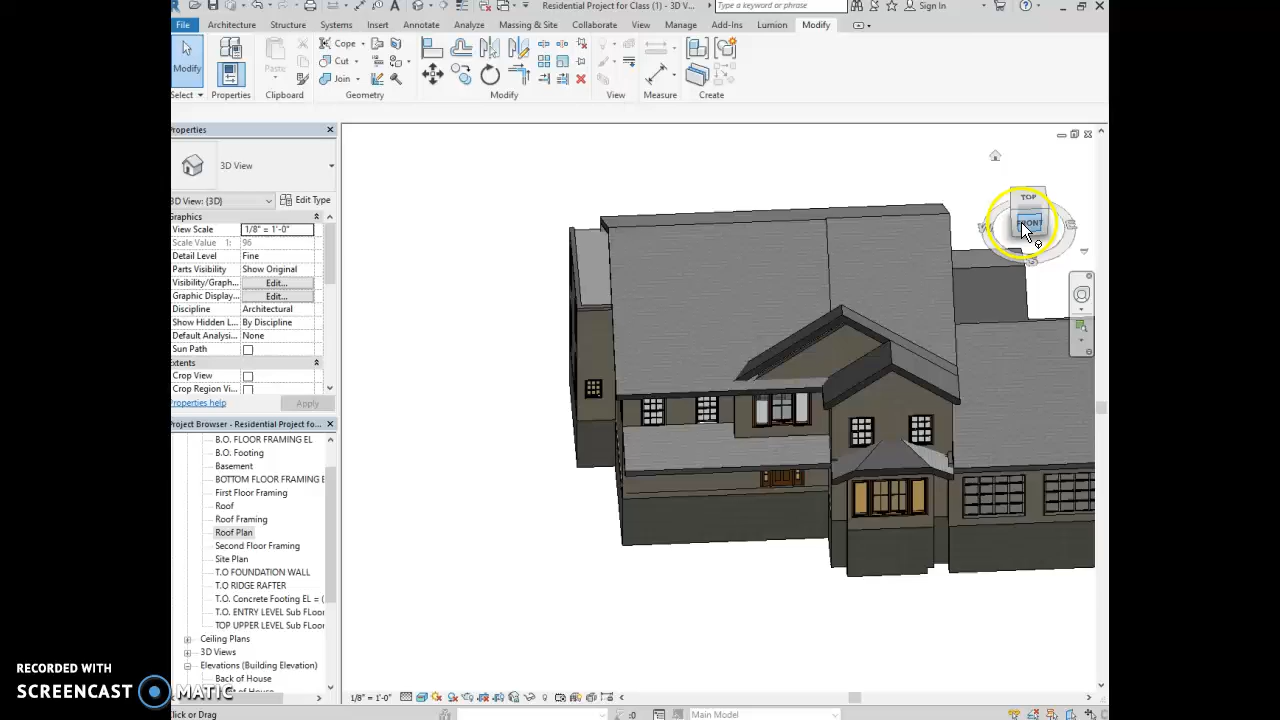 Residential Project for Class (1) - 3D V...
Type a keyword or phrase
Sign In
File Architecture Structure Systems Insert Annotate Analyze Massing & Site Collaborate View Manage Add-Ins Lumion Modify
Modify
Paste
Cope
Cut
Join
Select Properties Clipboard Geometry Modify View Measure Create
Properties
3D View
3D View: {3D}
Edit Type
Graphics
View Scale 1/8" = 1'-0"
Scale Value 1: 96
Detail Level Fine
Parts Visibility Show Original
Visibility/Graph... Edit...
Graphic Display... Edit...
Discipline Architectural
Show Hidden L... By Discipline
Default Analysi... None
Sun Path
Extents
Crop View
Crop Region Vi...
Properties help
Apply
Project Browser - Residential Project fo...
B.O. FLOOR FRAMING EL
B.O. Footing
Basement
BOTTOM FLOOR FRAMING E
First Floor Framing
Roof
Roof Framing
Roof Plan
Second Floor Framing
Site Plan
T.O FOUNDATION WALL
T.O RIDGE RAFTER
T.O. Concrete Footing EL = (
T.O. ENTRY LEVEL Sub FLoor
TOP UPPER LEVEL Sub FLoor
Ceiling Plans
3D Views
Elevations (Building Elevation)
Back of House
TOP
FRONT
1/8" = 1'-0"
Click or Drag
:0
Main Model
RECORDED WITH
SCREENCAST MATIC